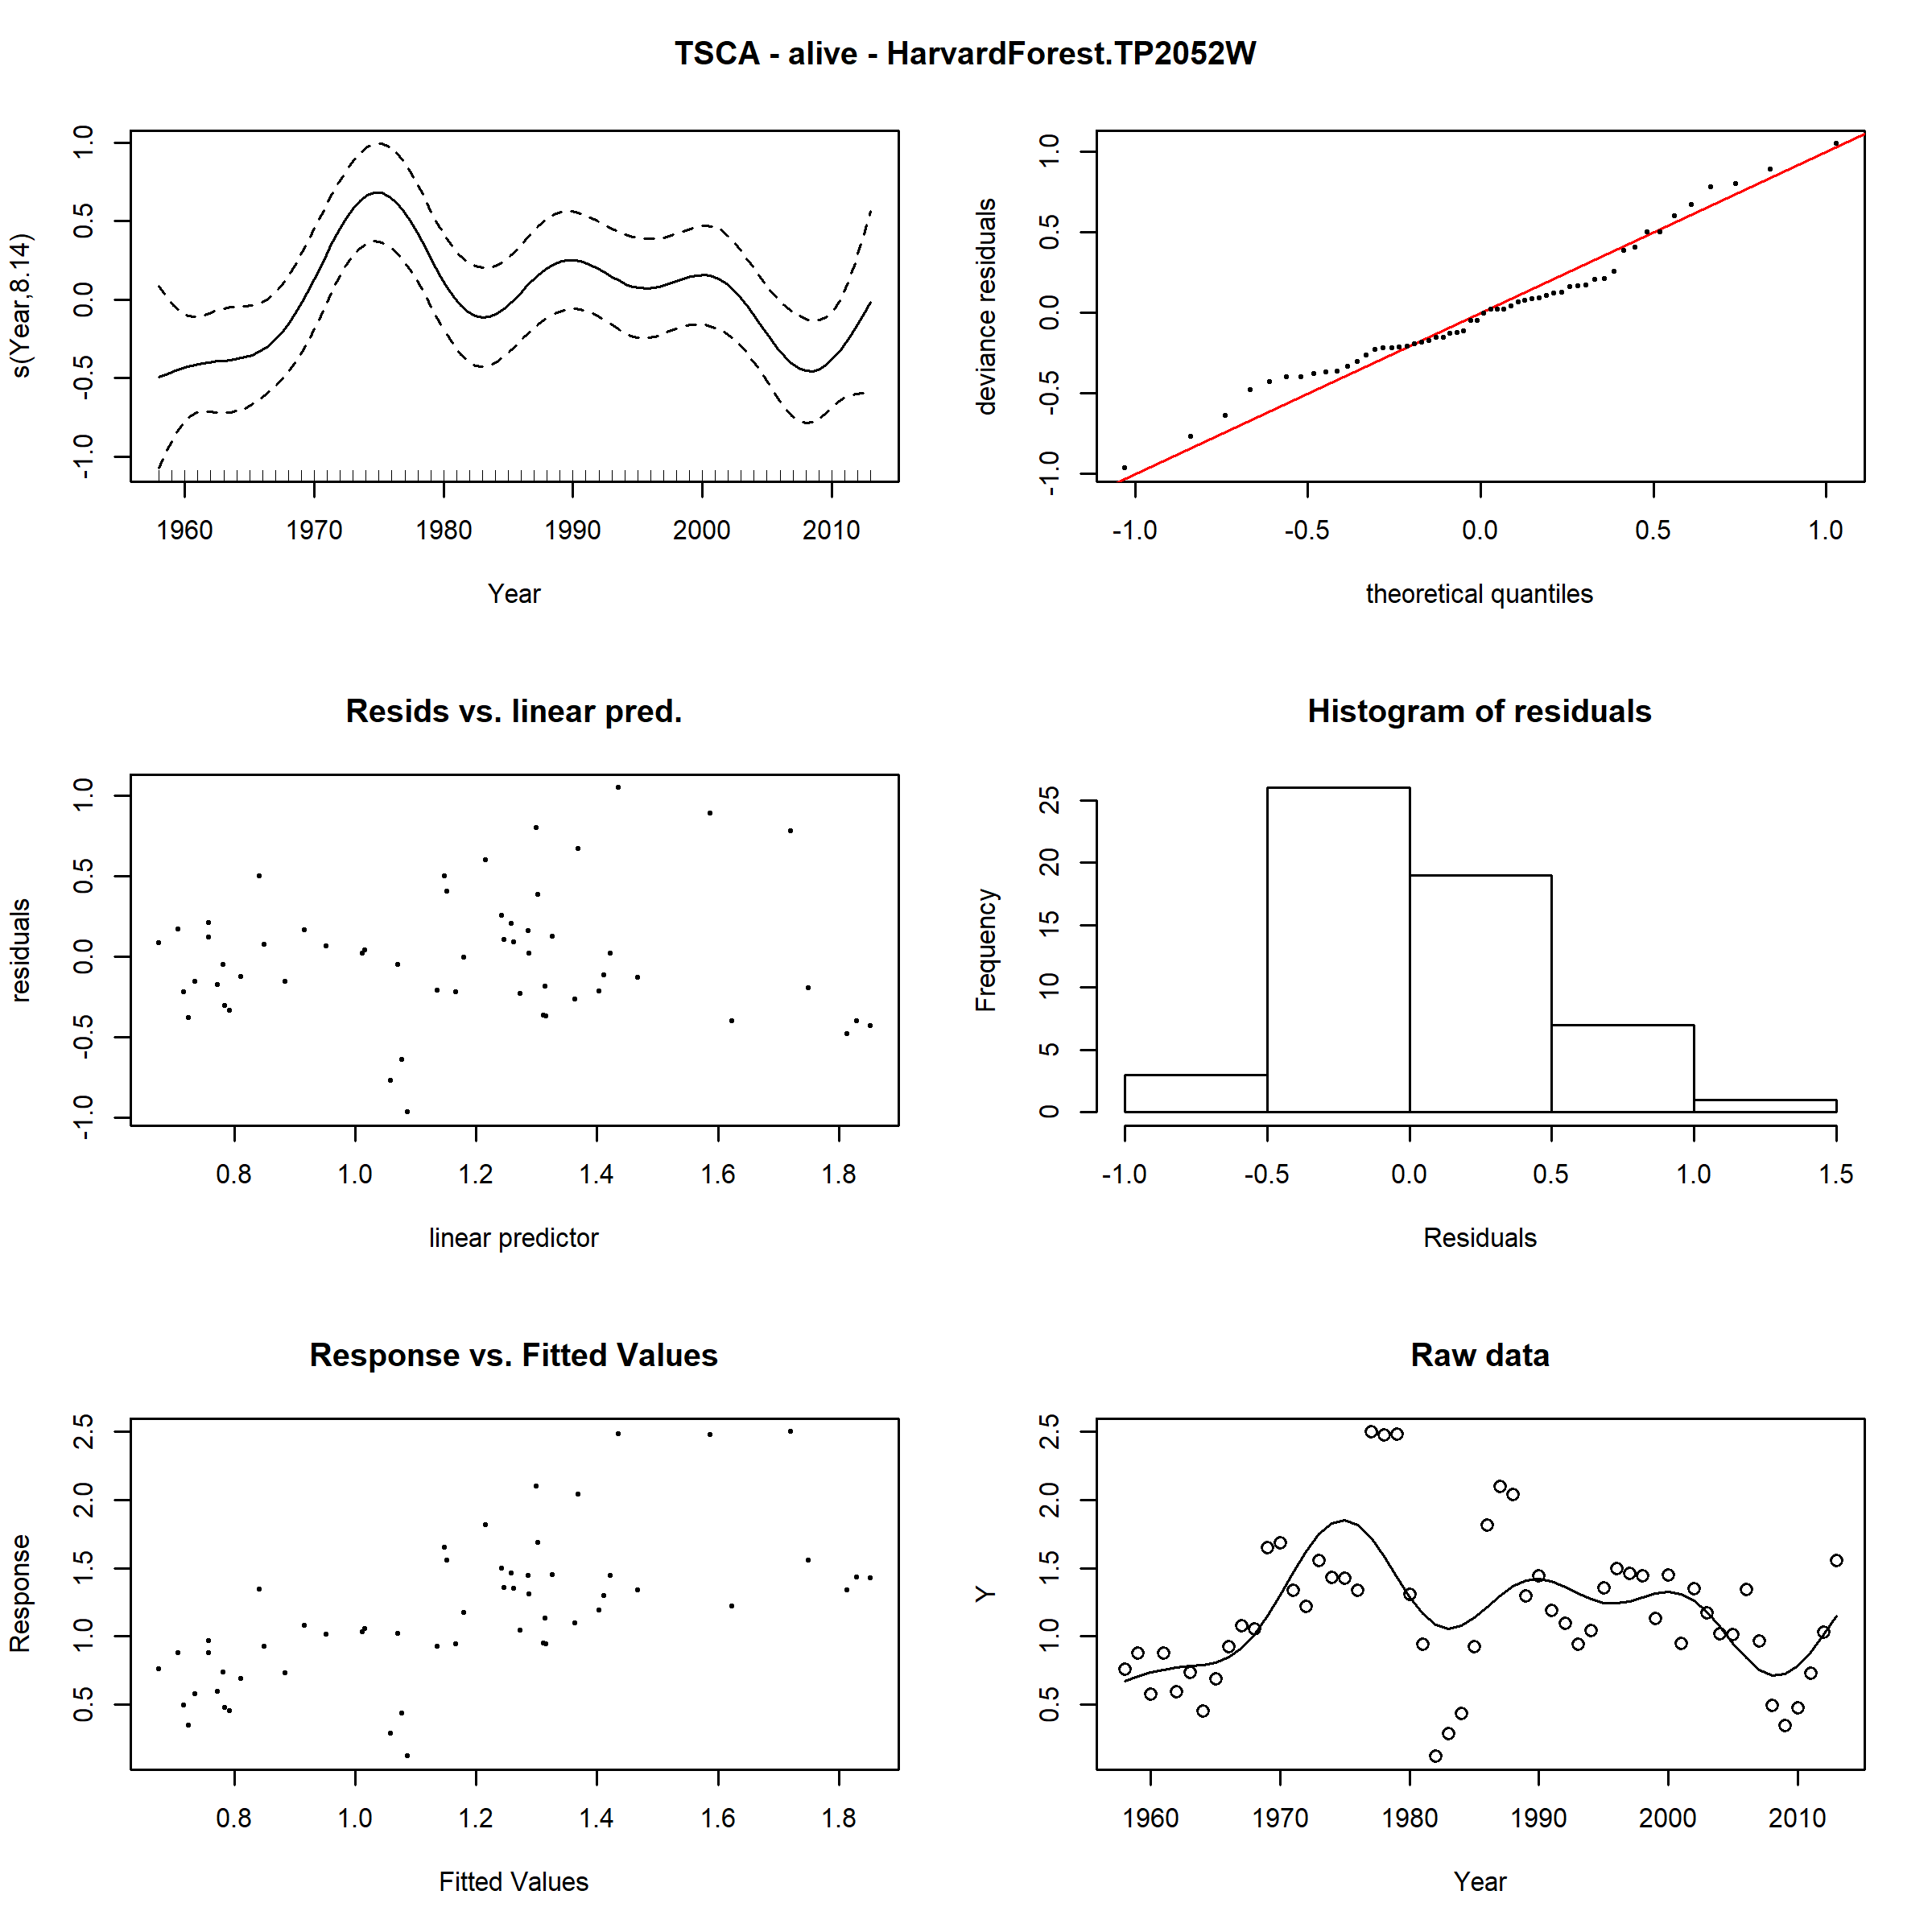 TSCA - alive - HarvardForest.TP2052W
s(Year,8.14)
-1.0 -0.5 0.0 0.5 1.0
1960 1970 1980 1990 2000 2010
Year
deviance residuals
-1.0 -0.5 0.0 0.5 1.0
-1.0 -0.5 0.0 0.5 1.0
theoretical quantiles
Resids vs. linear pred.
residuals
-1.0 -0.5 0.0 0.5 1.0
0.8 1.0 1.2 1.4 1.6 1.8
linear predictor
Histogram of residuals
Frequency
0 5 10 15 20 25
-1.0 -0.5 0.0 0.5 1.0 1.5
Residuals
Response vs. Fitted Values
Response
0.5 1.0 1.5 2.0 2.5
0.8 1.0 1.2 1.4 1.6 1.8
Fitted Values
Raw data
Y
0.5 1.0 1.5 2.0 2.5
1960 1970 1980 1990 2000 2010
Year